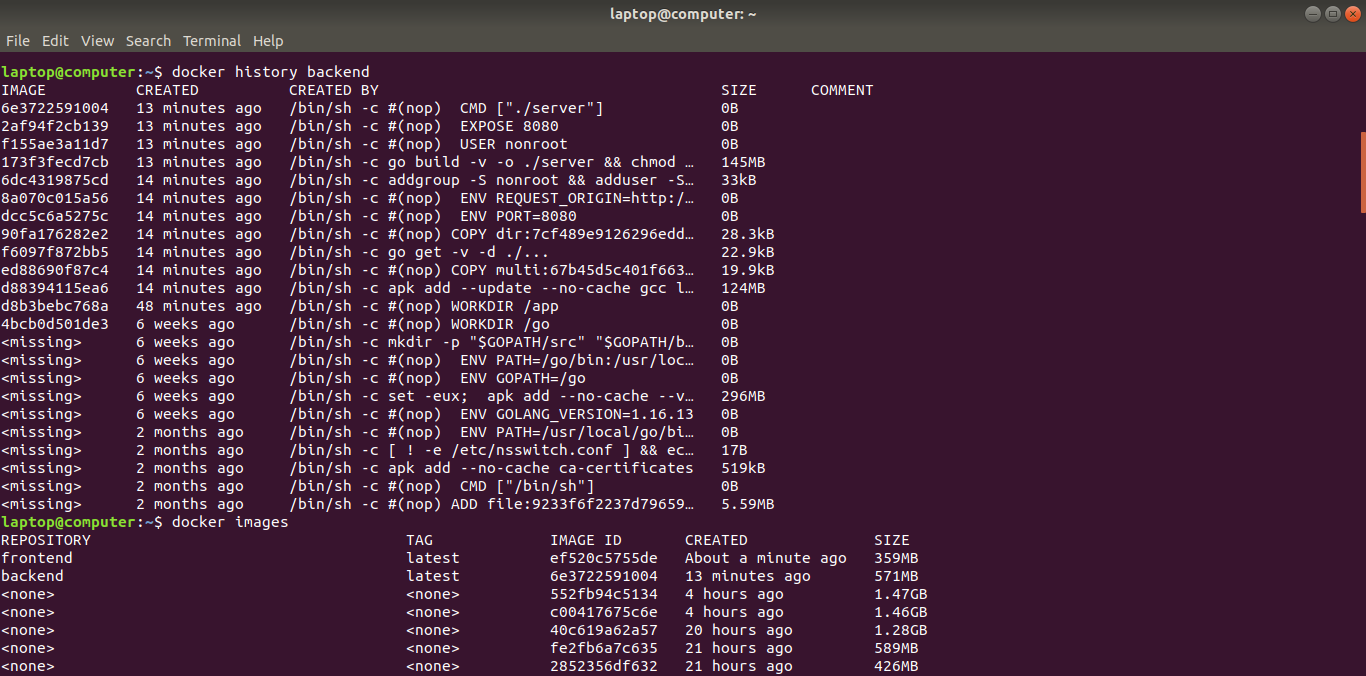 laptop@computer: ~
File Edit View Search Terminal Help
laptop@computer:~$ docker history backend
IMAGE CREATED CREATED BY SIZE COMMENT
6e3722591004 13 minutes ago /bin/sh -c #(nop) CMD ["./server"] 0B
2af94f2cb139 13 minutes ago /bin/sh -c #(nop) EXPOSE 8080 0B
f155ae3a11d7 13 minutes ago /bin/sh -c #(nop) USER nonroot 0B
173f3fecd7cb 13 minutes ago /bin/sh -c go build -v -o ./server && chmod … 145MB
6dc4319875cd 14 minutes ago /bin/sh -c addgroup -S nonroot && adduser -S… 33kB
8a070c015a56 14 minutes ago /bin/sh -c #(nop) ENV REQUEST_ORIGIN=http:/… 0B
dcc5c6a5275c 14 minutes ago /bin/sh -c #(nop) ENV PORT=8080 0B
90fa176282e2 14 minutes ago /bin/sh -c #(nop) COPY dir:7cf489e9126296edd… 28.3kB
f6097f872bb5 14 minutes ago /bin/sh -c go get -v -d ./... 22.9kB
ed88690f87c4 14 minutes ago /bin/sh -c #(nop) COPY multi:67b45d5c401f663… 19.9kB
d88394115ea6 14 minutes ago /bin/sh -c apk add --update --no-cache gcc l… 124MB
d8b3bebc768a 48 minutes ago /bin/sh -c #(nop) WORKDIR /app 0B
4bcb0d501de3 6 weeks ago /bin/sh -c #(nop) WORKDIR /go 0B
<missing> 6 weeks ago /bin/sh -c mkdir -p "$GOPATH/src" "$GOPATH/b… 0B
<missing> 6 weeks ago /bin/sh -c #(nop) ENV PATH=/go/bin:/usr/loc… 0B
<missing> 6 weeks ago /bin/sh -c #(nop) ENV GOPATH=/go 0B
<missing> 6 weeks ago /bin/sh -c set -eux; apk add --no-cache --v… 296MB
<missing> 6 weeks ago /bin/sh -c #(nop) ENV GOLANG_VERSION=1.16.13 0B
<missing> 2 months ago /bin/sh -c #(nop) ENV PATH=/usr/local/go/bi… 0B
<missing> 2 months ago /bin/sh -c [ ! -e /etc/nsswitch.conf ] && ec… 17B
<missing> 2 months ago /bin/sh -c apk add --no-cache ca-certificates 519kB
<missing> 2 months ago /bin/sh -c #(nop) CMD ["/bin/sh"] 0B
<missing> 2 months ago /bin/sh -c #(nop) ADD file:9233f6f2237d79659… 5.59MB
laptop@computer:~$ docker images
REPOSITORY TAG IMAGE ID CREATED SIZE
frontend latest ef520c5755de About a minute ago 359MB
backend latest 6e3722591004 13 minutes ago 571MB
<none> <none> 552fb94c5134 4 hours ago 1.47GB
<none> <none> c00417675c6e 4 hours ago 1.46GB
<none> <none> 40c619a62a57 20 hours ago 1.28GB
<none> <none> fe2fb6a7c635 21 hours ago 589MB
<none> <none> 2852356df632 21 hours ago 426MB